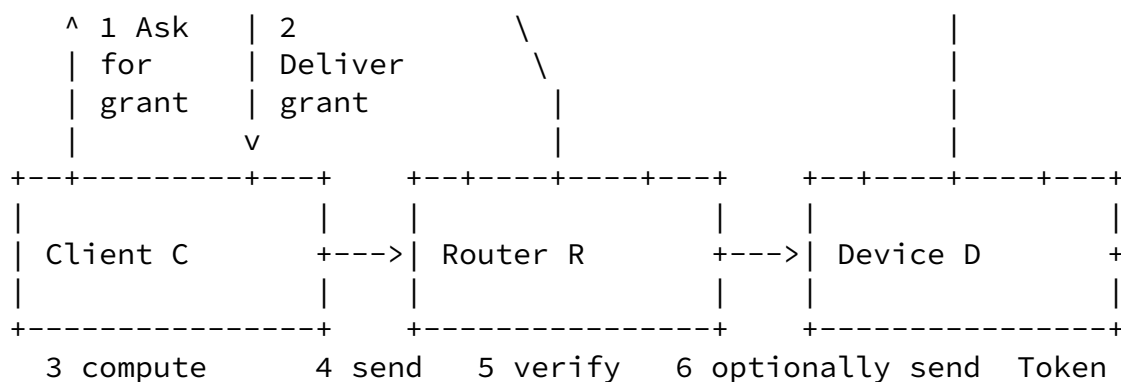 ^ 1 Ask | 2 \ |
| for | Deliver \ |
| grant | grant | |
| v | |
+--+---------+---+ +--+----+----+---+ +--+----+----+---+
| | | | | |
| Client C +--->| Router R +--->| Device D +
| | | | | |
+----------------+ +----------------+ +----------------+
3 compute 4 send 5 verify 6 optionally send Token